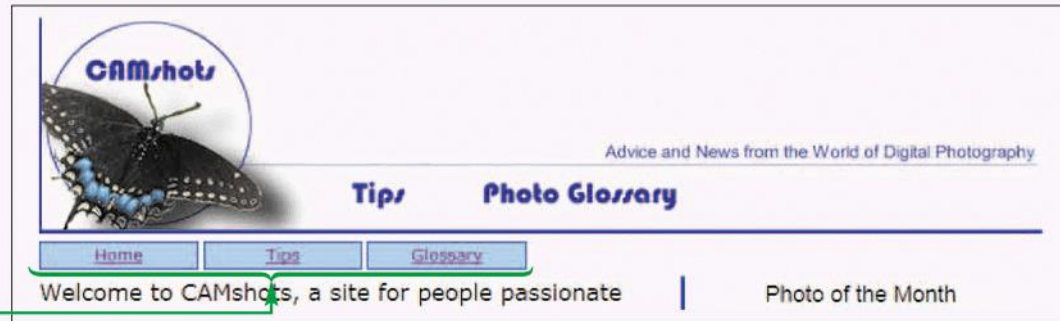 CAMshots
Advice and News from the World of Digital Photography
Tips Photo Glossary
Home Tips Glossary
Welcome to CAMshots, a site for people passionate
Photo of the Month